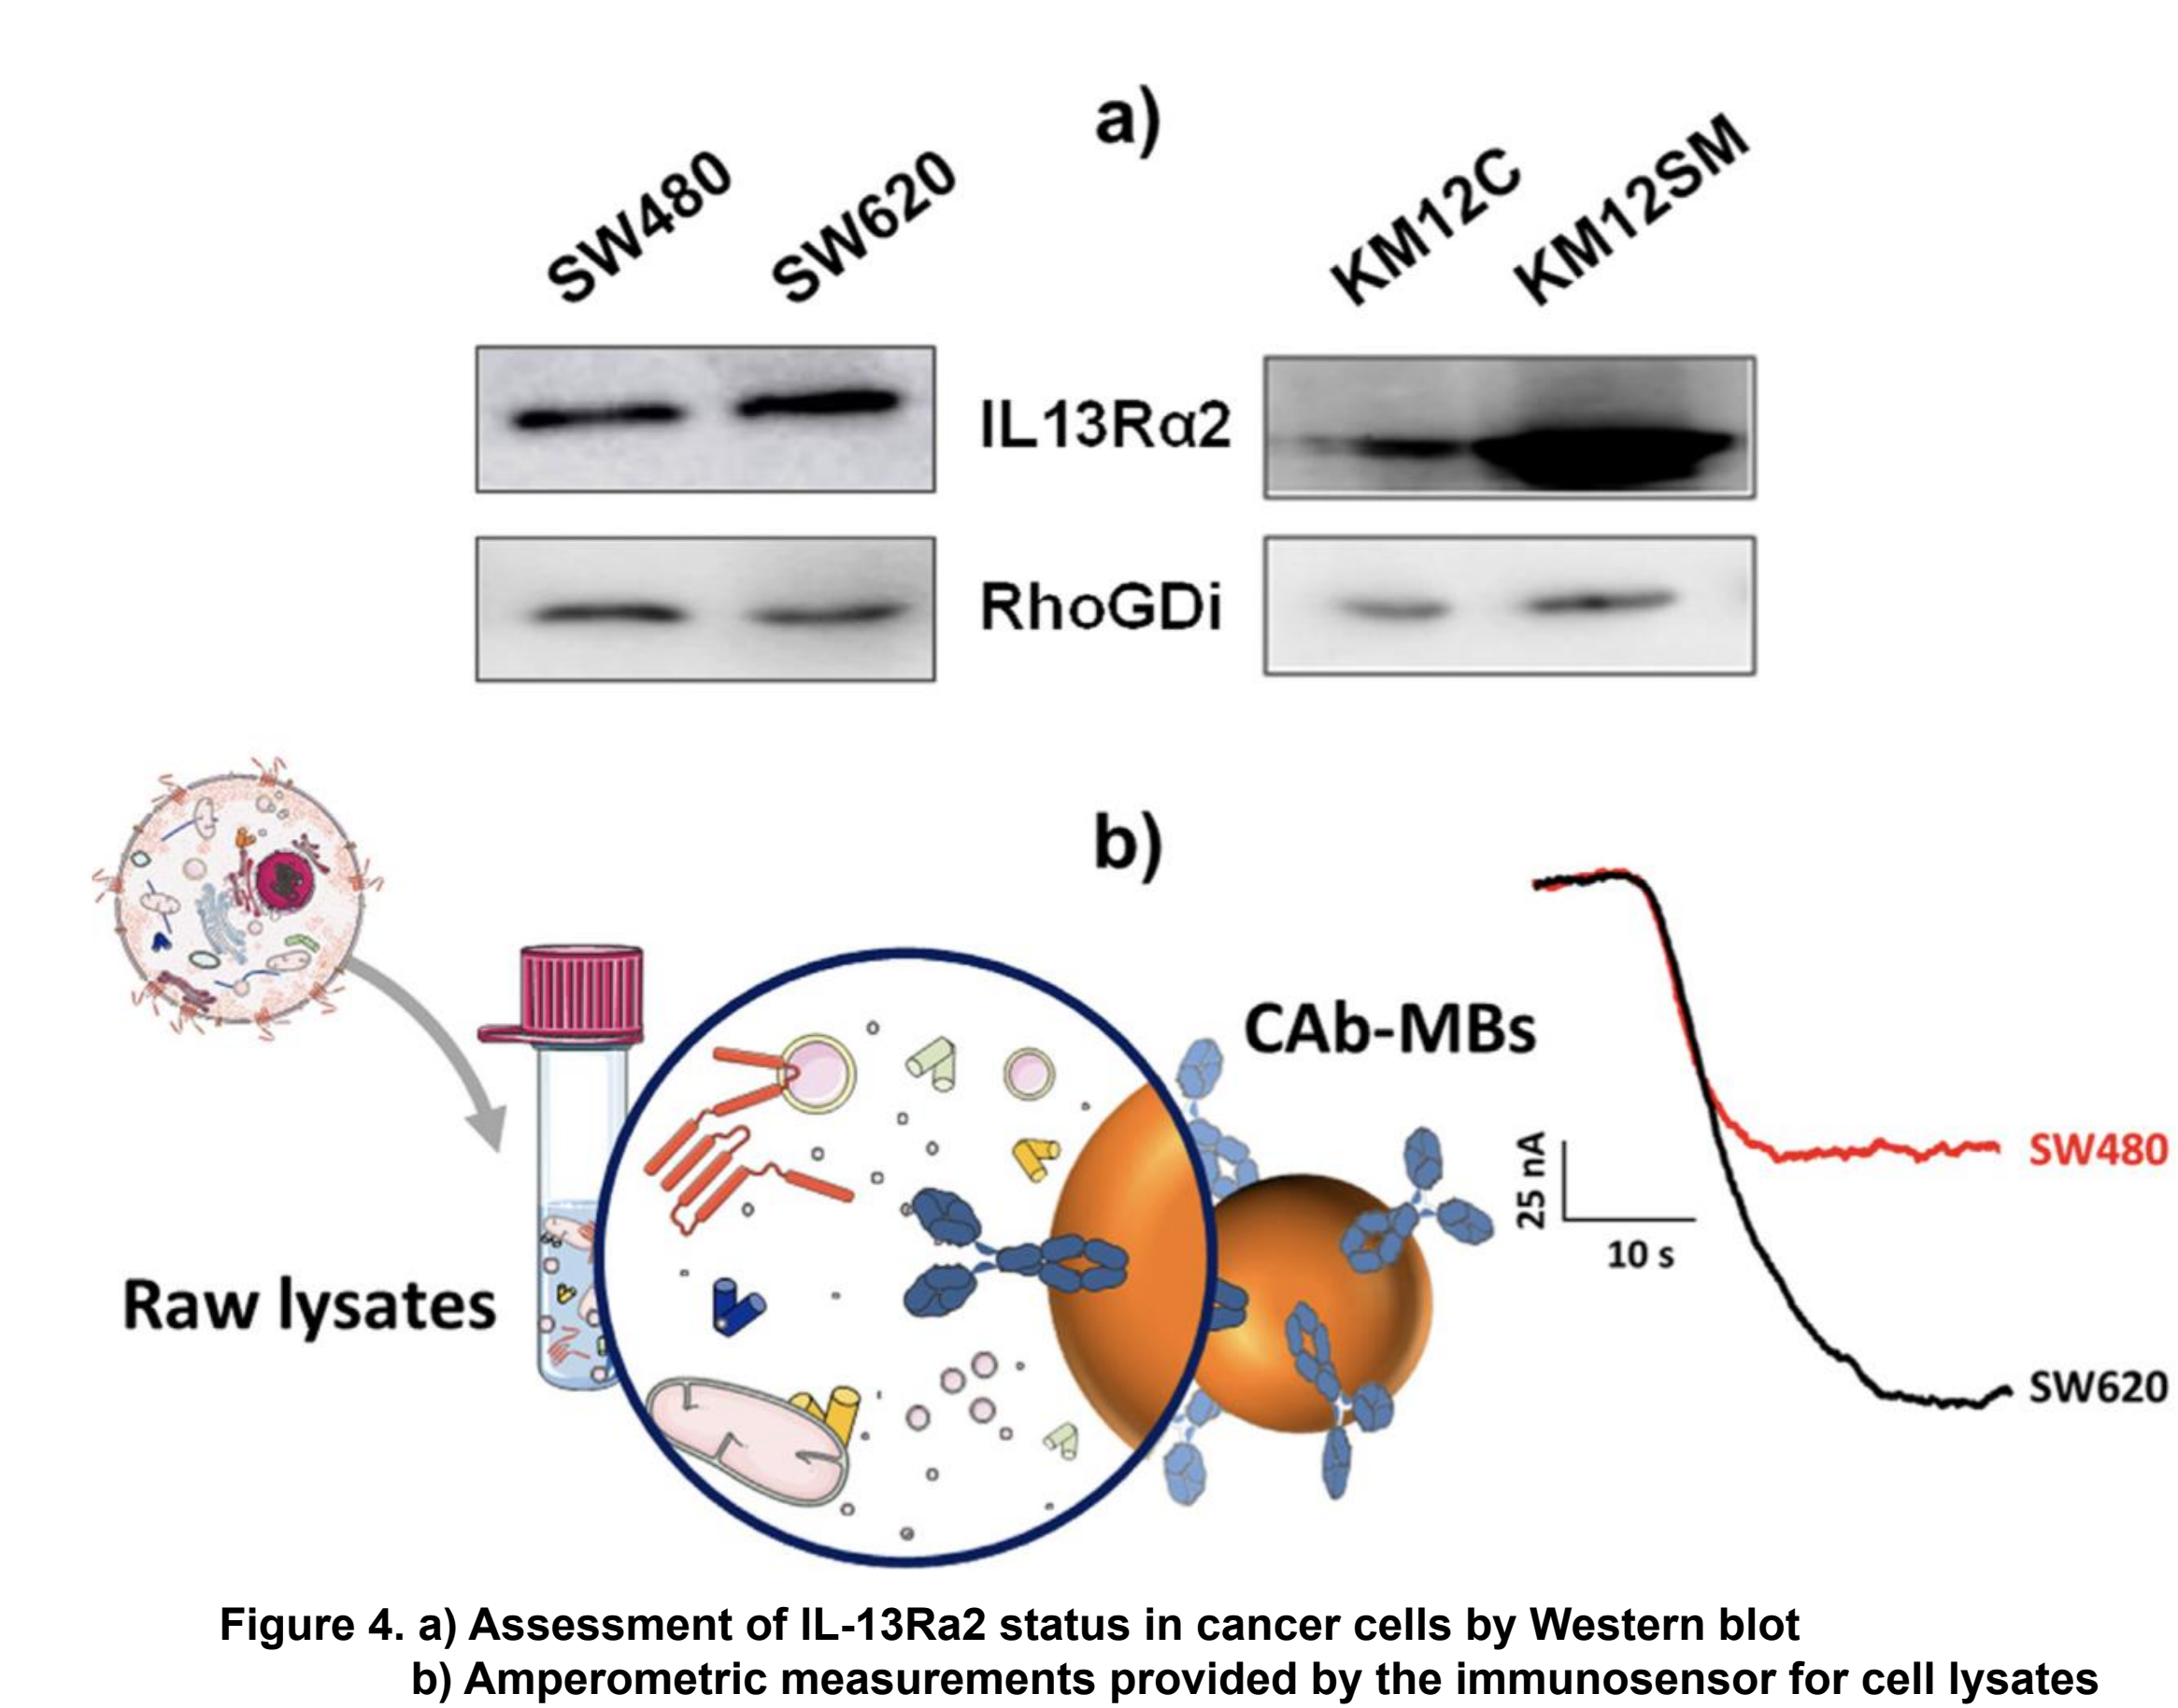 a)
SW480
SW620
KM12C
KM12SM
IL13Rα2
RhoGDi
b)
CAb-MBs
Raw lysates
25 nA
10 s
SW480
SW620
Figure 4. a) Assessment of IL-13Ra2 status in cancer cells by Western blot
b) Amperometric measurements provided by the immunosensor for cell lysates